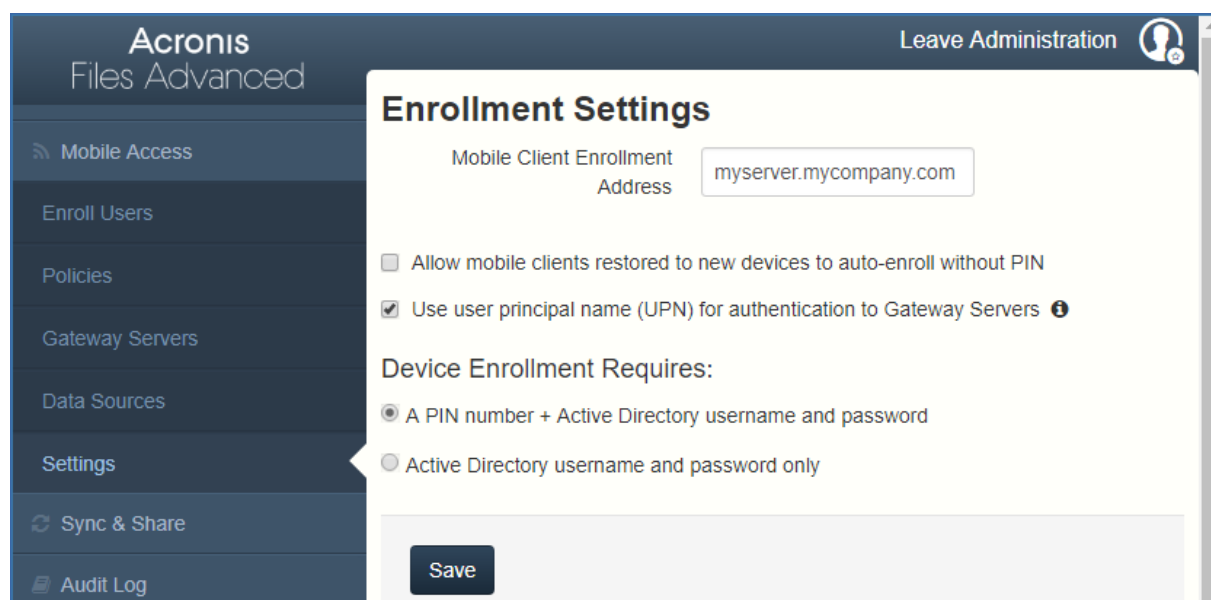 Acronis
Files Advanced
Leave Administration
Mobile Access
Enroll Users
Policies
Gateway Servers
Data Sources
Settings
Sync & Share
Audit Log
Enrollment Settings
Mobile Client Enrollment
Address
myserver.mycompany.com
Allow mobile clients restored to new devices to auto-enroll without PIN
Use user principal name (UPN) for authentication to Gateway Servers
Device Enrollment Requires:
A PIN number + Active Directory username and password
Active Directory username and password only
Save